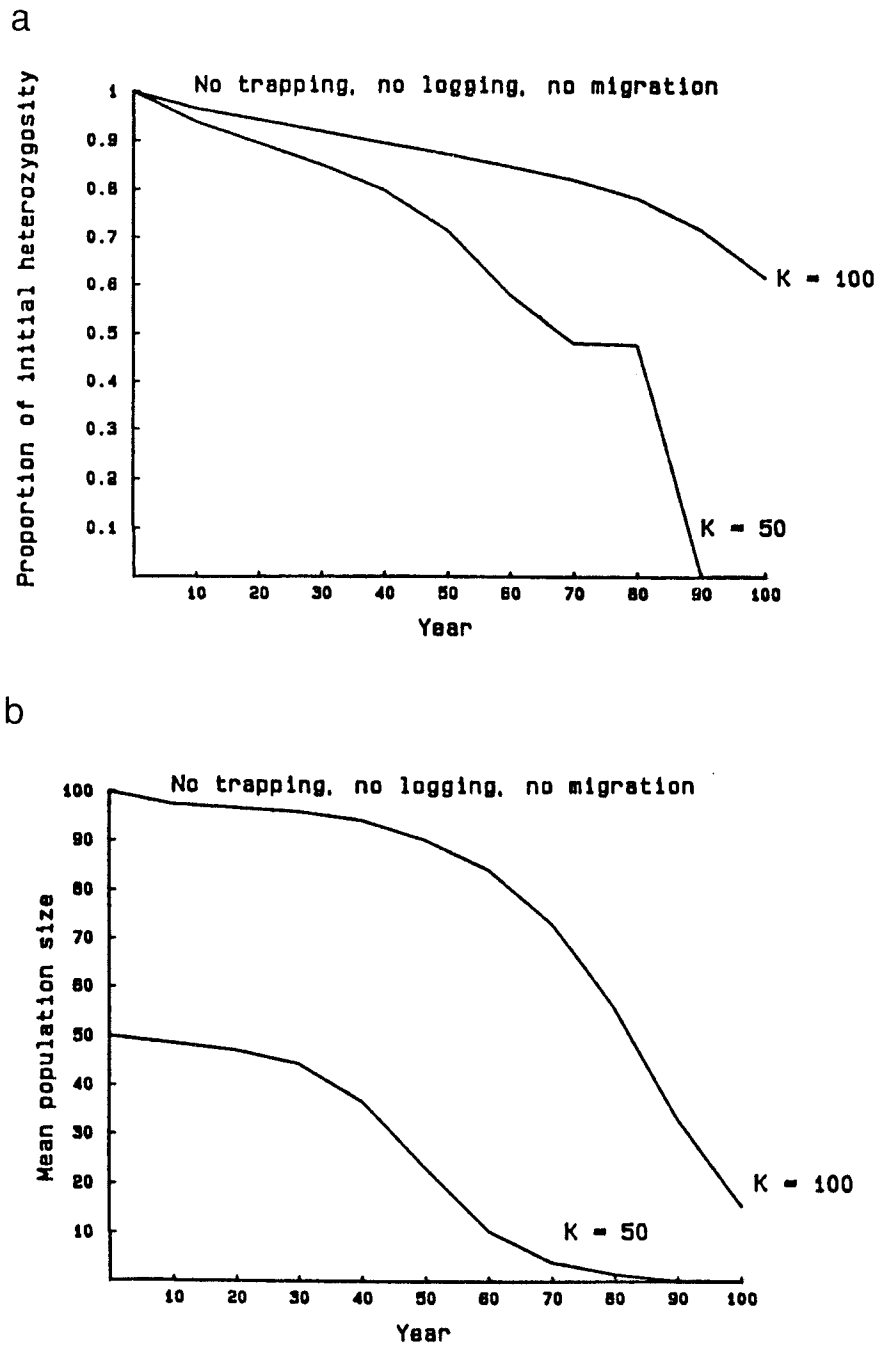 a
No trapping, no logging, no migration
Proportion of initial heterozygosity
1
0.9
0.8
0.7
0.6
0.5
0.4
0.3
0.2
0.1
K = 100
K = 50
10 20 30 40 50 60 70 80 90 100
Year
b
No trapping, no logging, no migration
Mean population size
100
90
80
70
60
50
40
30
20
10
K = 100
K = 50
10 20 30 40 50 60 70 80 90 100
Year